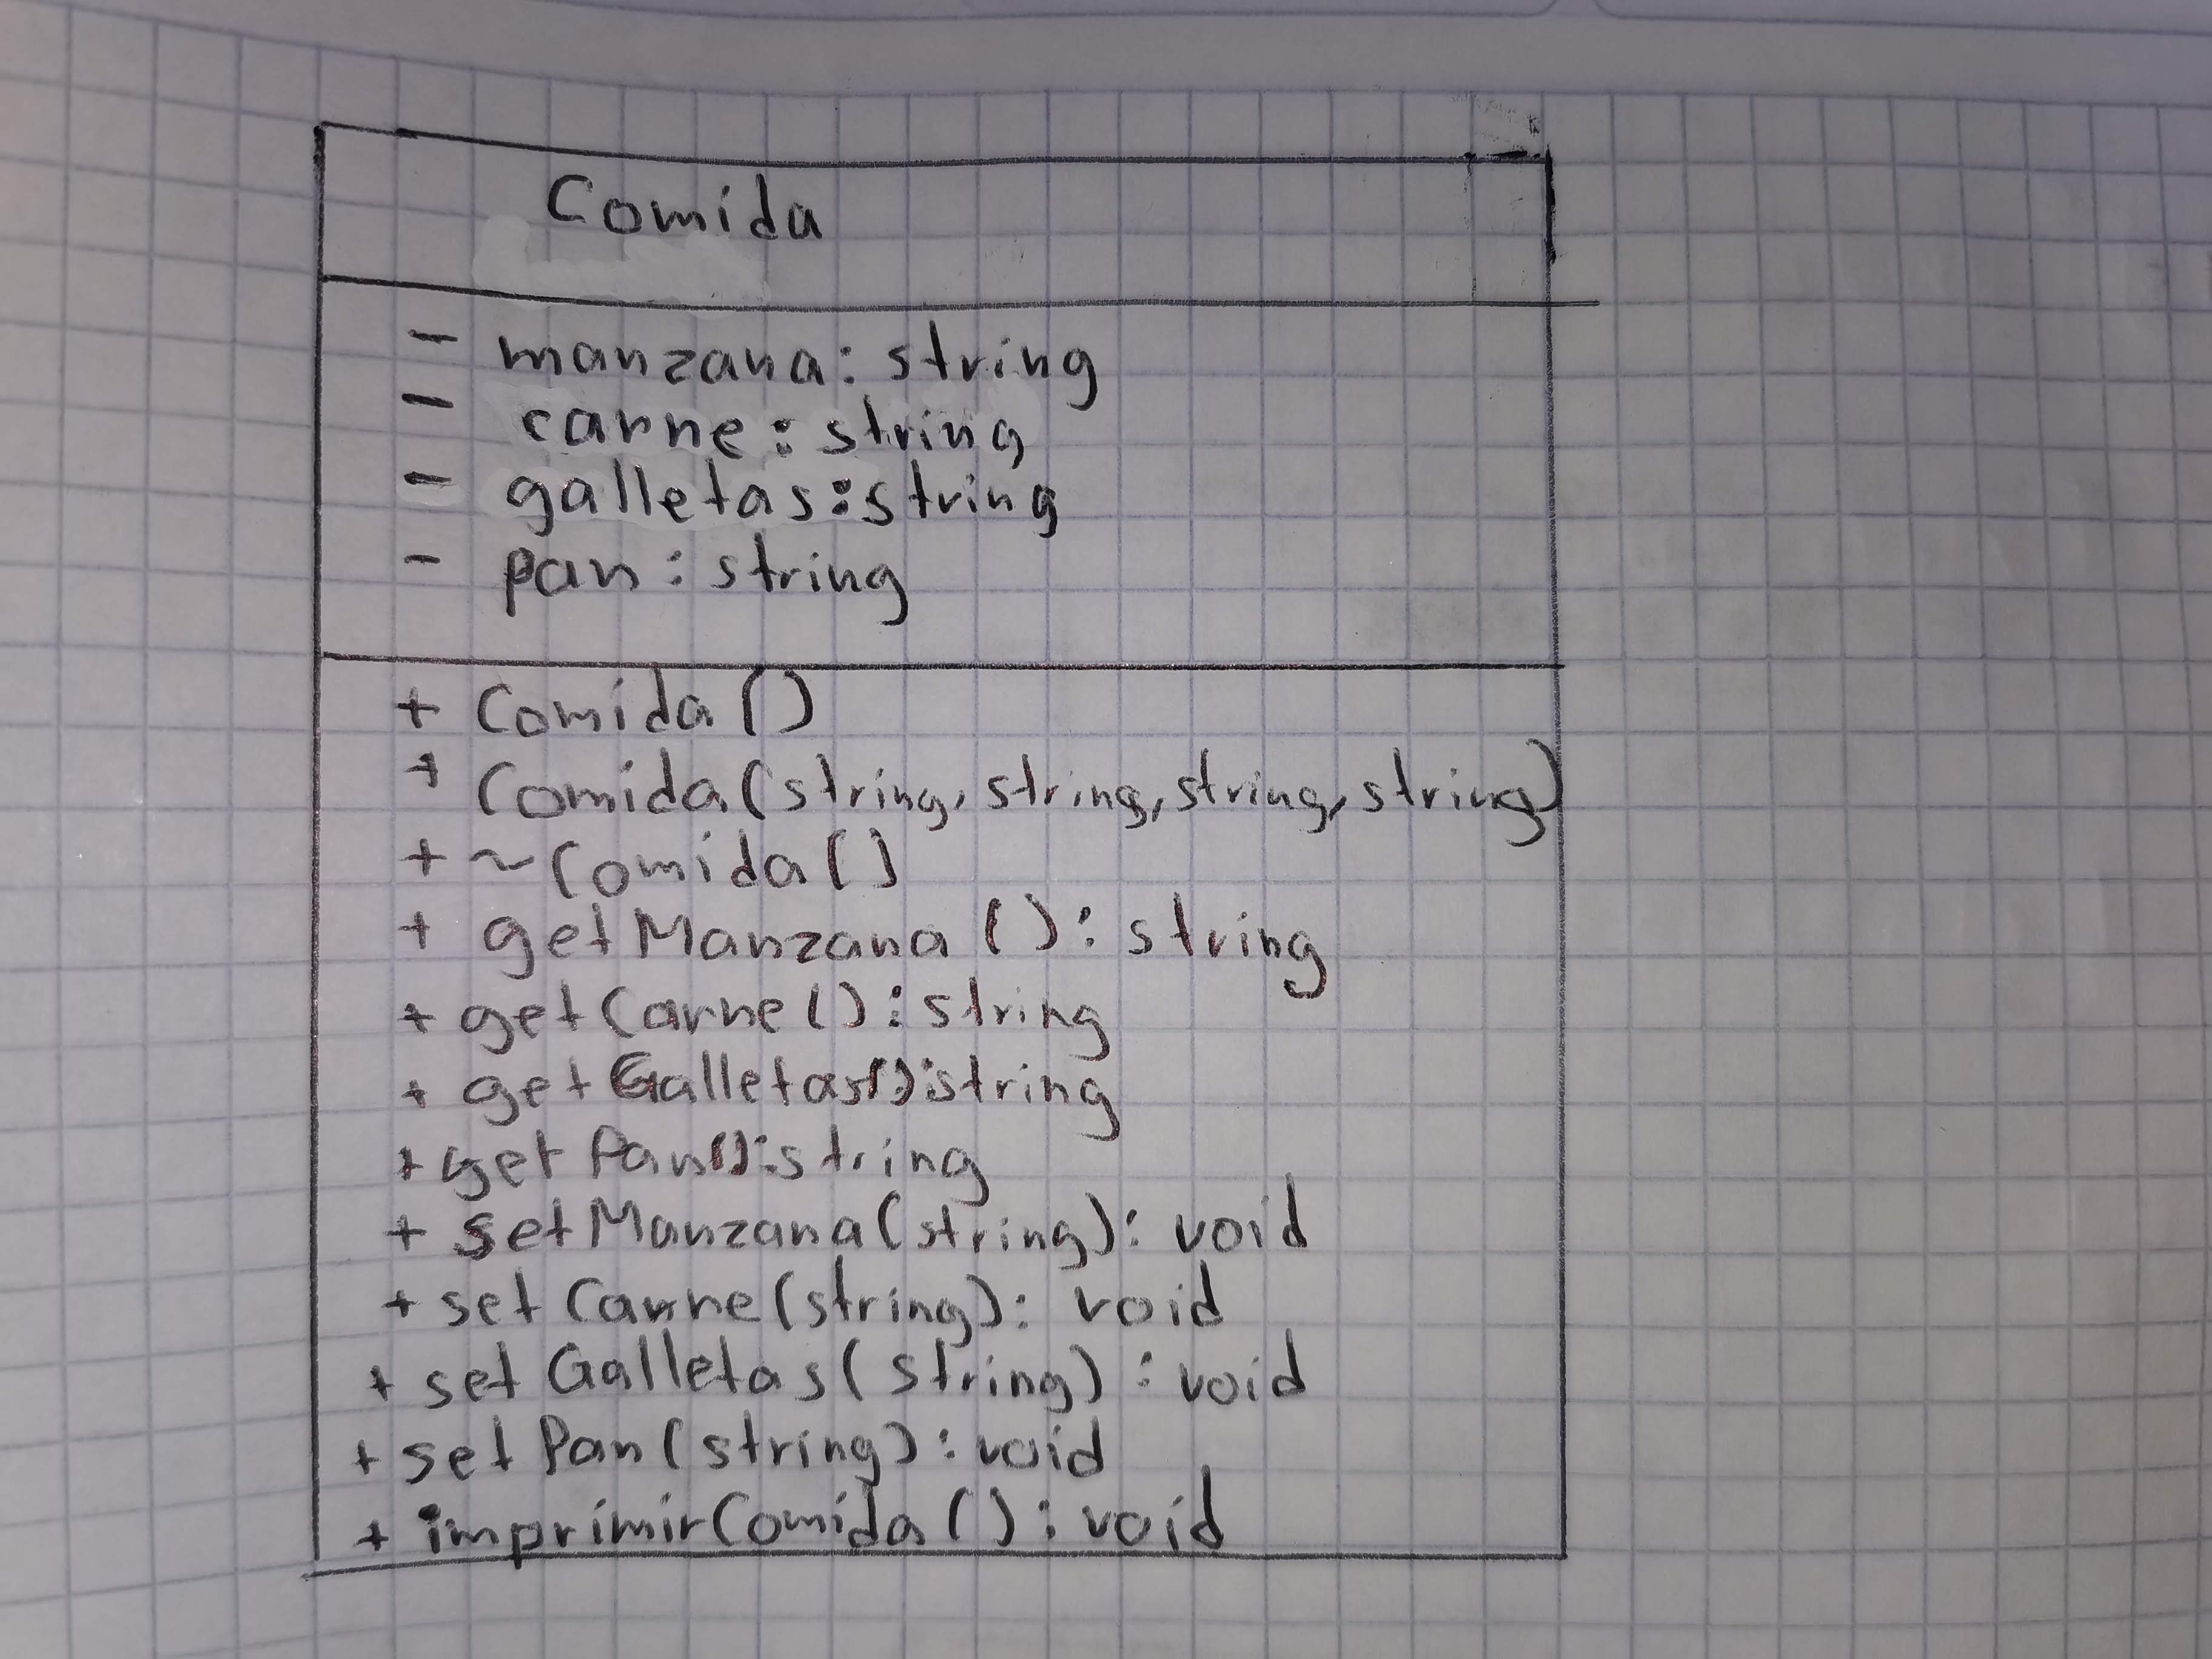 Comida
- manzana: string
- carne: string
- galletas: string
- pan: string
+ Comida()
+ Comida(string, string, string, string)
+ ~Comida()
+ getManzana(): string
+ getCarne(): string
+ getGalletas(): string
+ getPan(): string
+ setManzana(string): void
+ setCarne(string): void
+ setGalletas(string): void
+ setPan(string): void
+ imprimirComida(): void